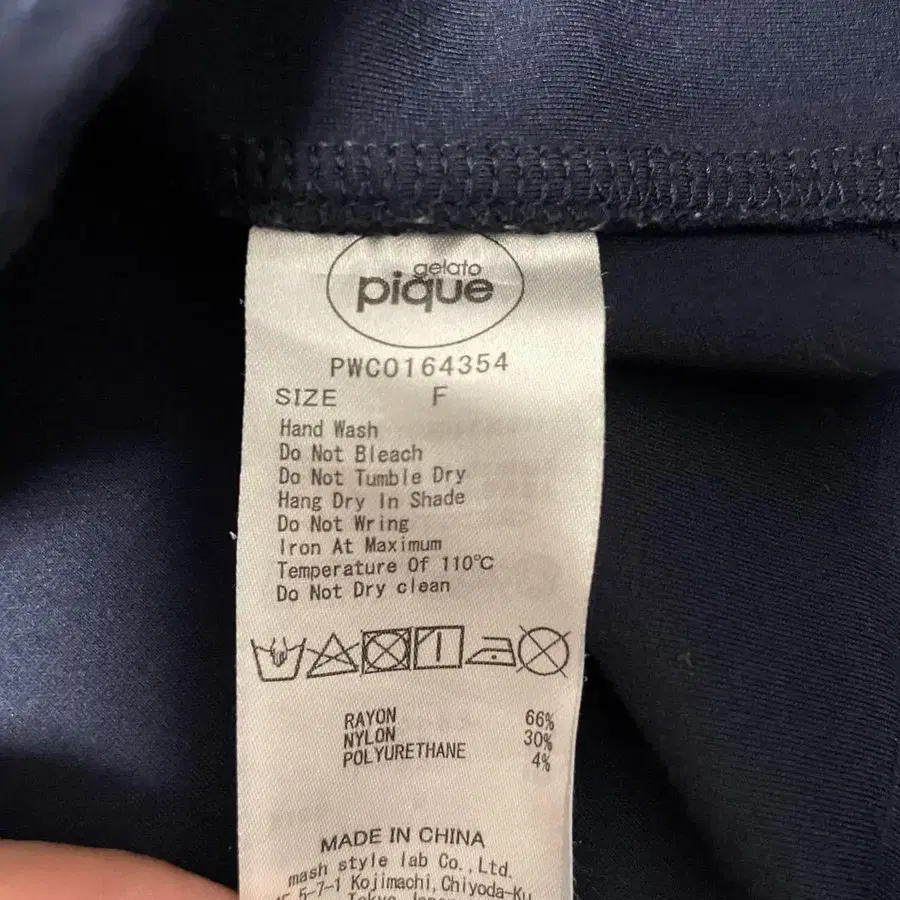 gelato
pique
PWC0164354
SIZE F
Hand Wash
Do Not Bleach
Do Not Tumble Dry
Hang Dry In Shade
Do Not Wring
Iron At Maximum
Temperature Of 110℃
Do Not Dry clean
RAYON 66%
NYLON 30%
POLYURETHANE 4%
MADE IN CHINA
mash style lab Co.,Ltd.
5-7-1 Kojimachi,Chiyoda-Ku
Tokyo Japan